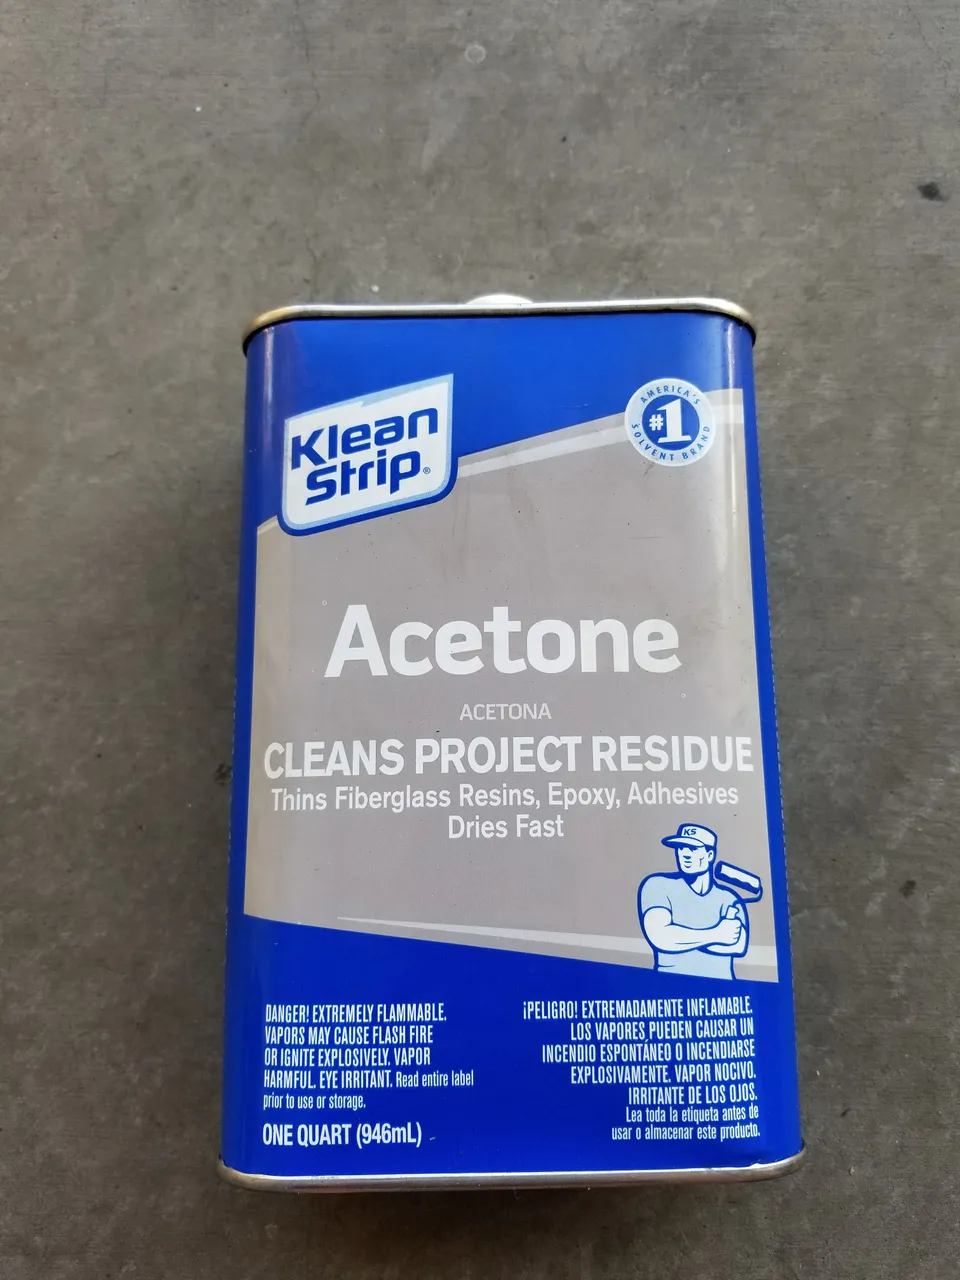 Klean
Strip®
AMERICA'S
#1
SOLVENT BRAND
Acetone
ACETONA
CLEANS PROJECT RESIDUE
Thins Fiberglass Resins, Epoxy, Adhesives
Dries Fast
KS
DANGER! EXTREMELY FLAMMABLE.
VAPORS MAY CAUSE FLASH FIRE
OR IGNITE EXPLOSIVELY. VAPOR
HARMFUL. EYE IRRITANT. Read entire label
prior to use or storage.
ONE QUART (946mL)
¡PELIGRO! EXTREMADAMENTE INFLAMABLE.
LOS VAPORES PUEDEN CAUSAR UN
INCENDIO ESPONTÁNEO O INCENDIARSE
EXPLOSIVAMENTE. VAPOR NOCIVO.
IRRITANTE DE LOS OJOS.
Lea toda la etiqueta antes de
usar o almacenar este producto.